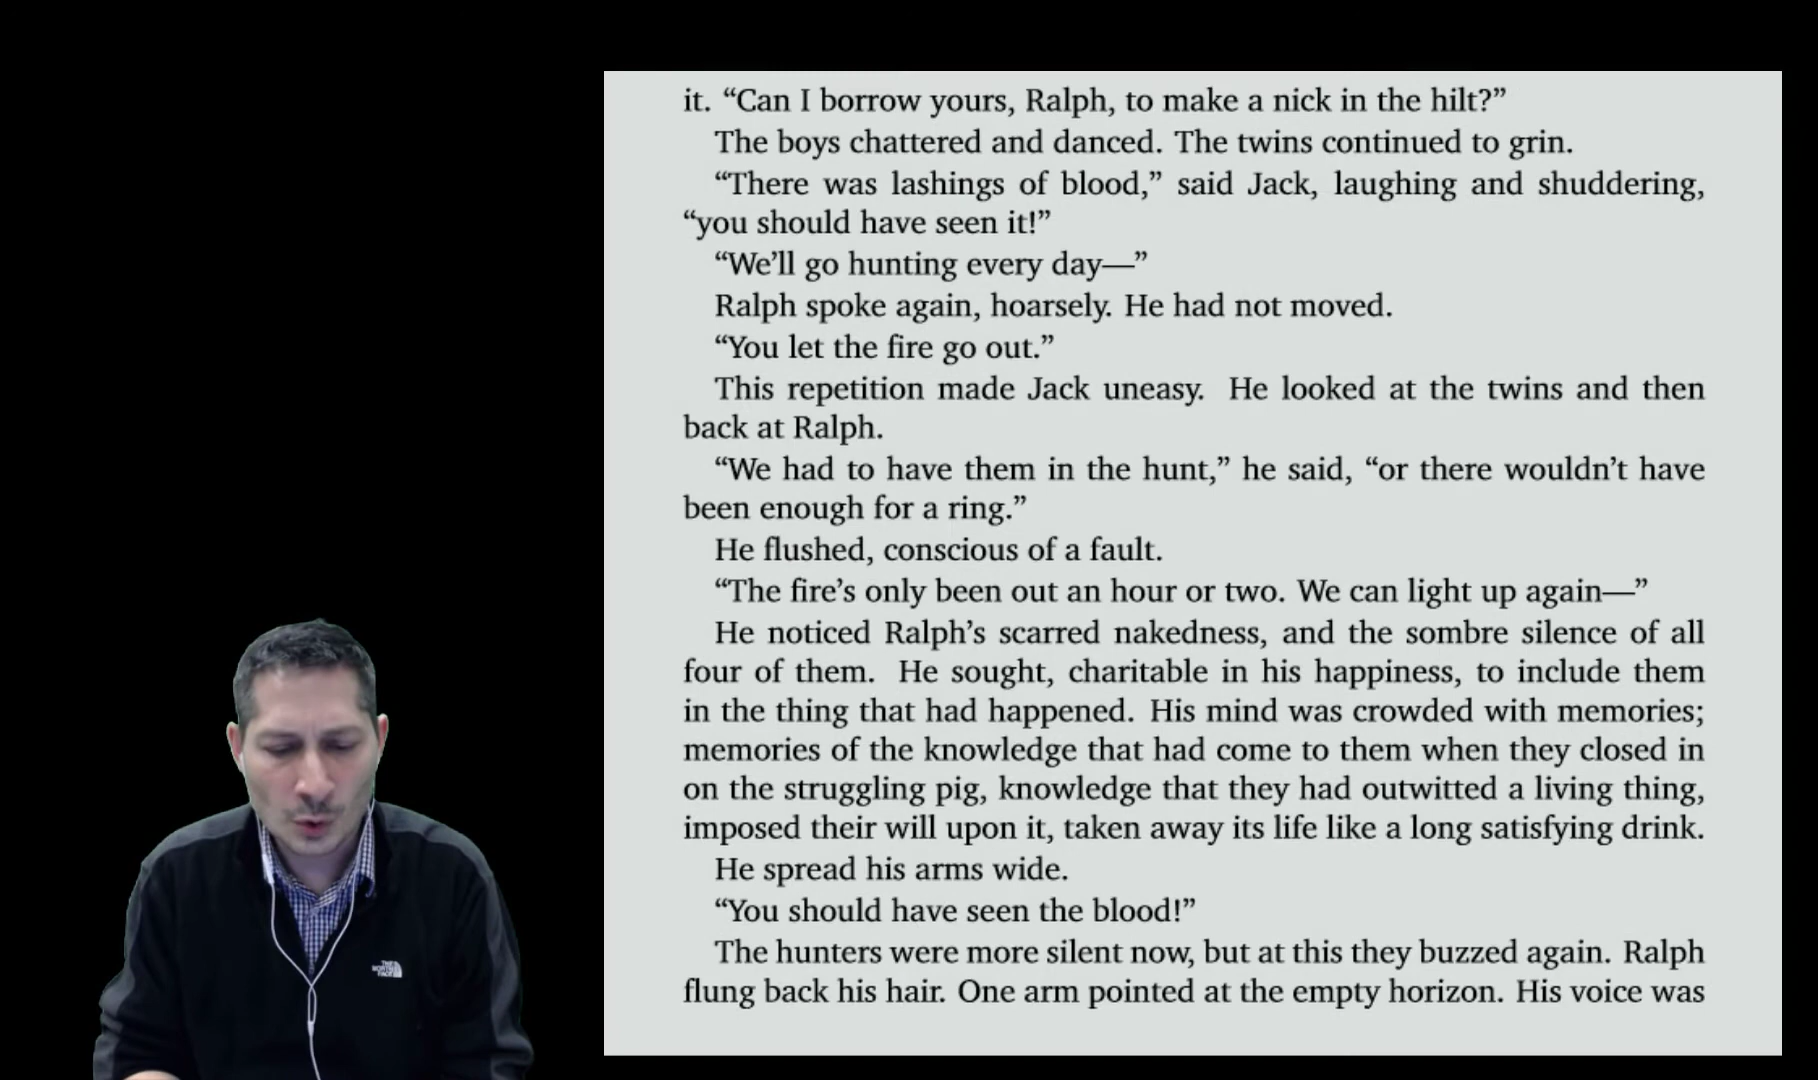 it. “Can I borrow yours, Ralph, to make a nick in the hilt?”
The boys chattered and danced. The twins continued to grin.
“There was lashings of blood,” said Jack, laughing and shuddering,
“you should have seen it!”
“We’ll go hunting every day—”
Ralph spoke again, hoarsely. He had not moved.
“You let the fire go out.”
This repetition made Jack uneasy. He looked at the twins and then
back at Ralph.
“We had to have them in the hunt,” he said, “or there wouldn’t have
been enough for a ring.”
He flushed, conscious of a fault.
“The fire’s only been out an hour or two. We can light up again—”
He noticed Ralph’s scarred nakedness, and the sombre silence of all
four of them. He sought, charitable in his happiness, to include them
in the thing that had happened. His mind was crowded with memories;
memories of the knowledge that had come to them when they closed in
on the struggling pig, knowledge that they had outwitted a living thing,
imposed their will upon it, taken away its life like a long satisfying drink.
He spread his arms wide.
“You should have seen the blood!”
The hunters were more silent now, but at this they buzzed again. Ralph
flung back his hair. One arm pointed at the empty horizon. His voice was
THE
NORTH
FACE